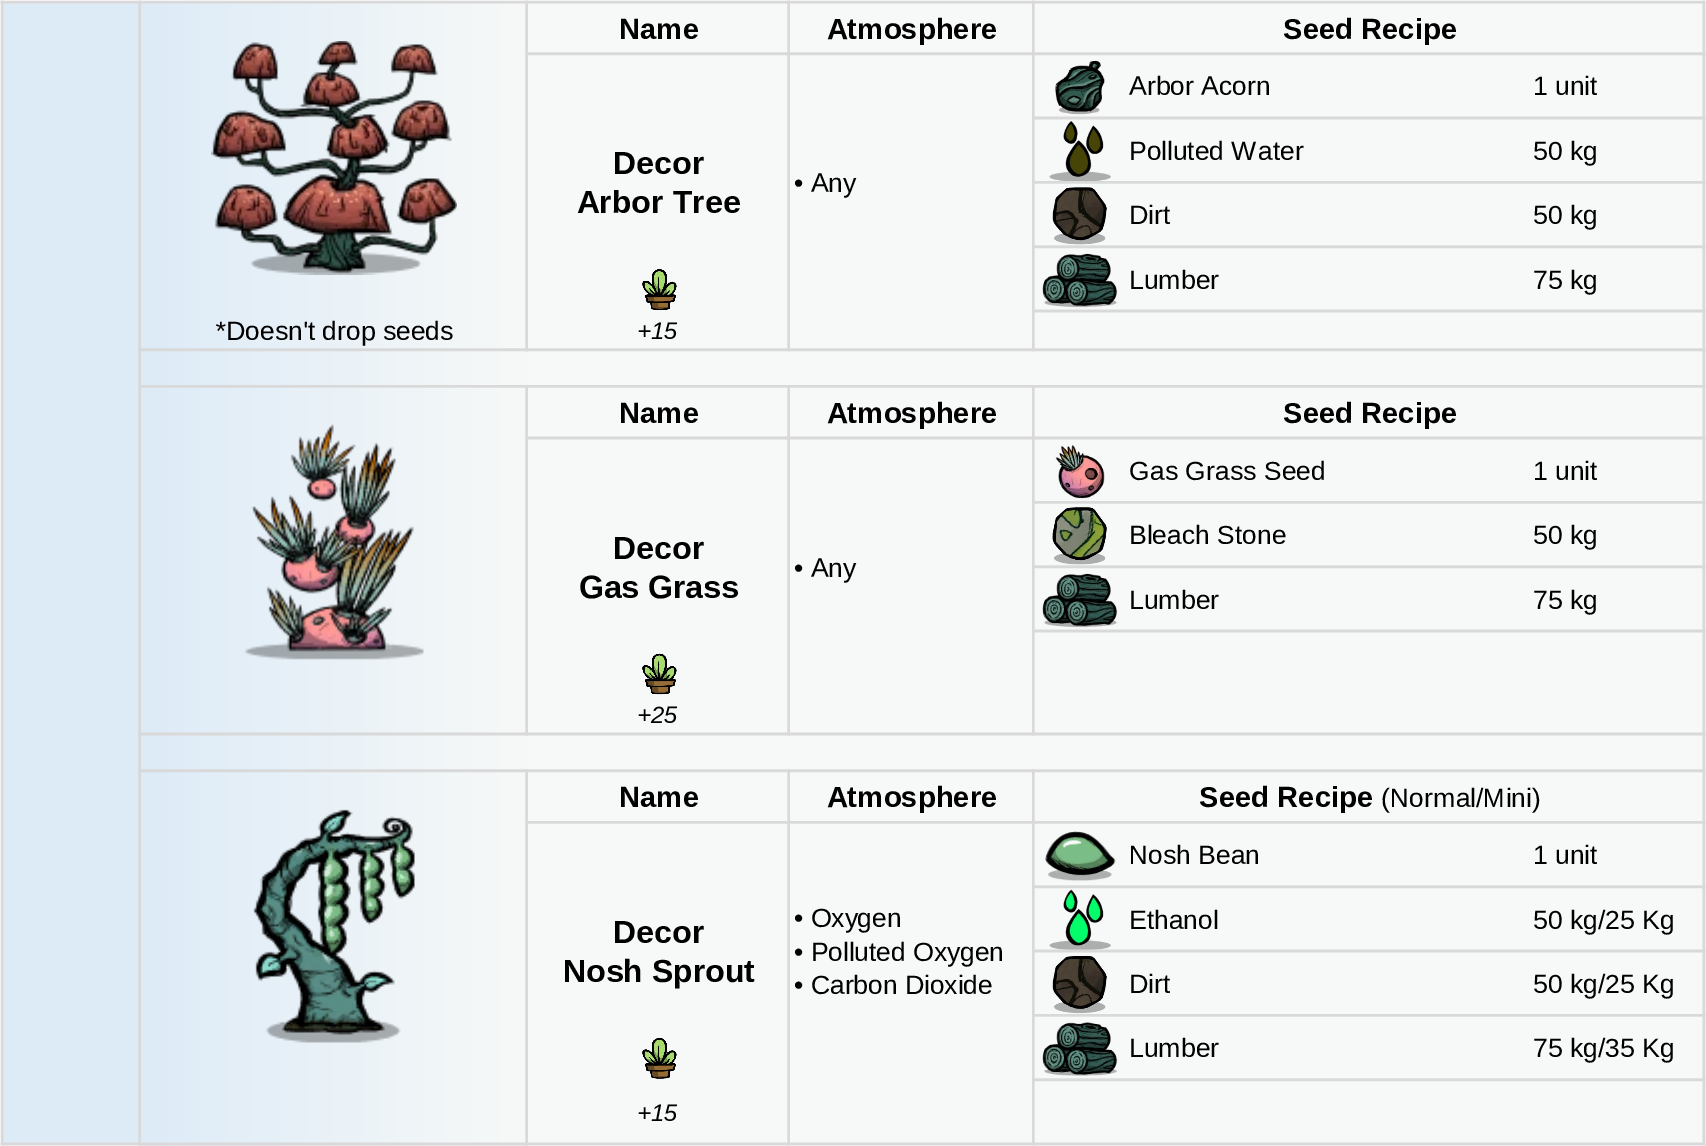 Name Atmosphere Seed Recipe
Arbor Acorn 1 unit
Polluted Water 50 kg
Decor
Arbor Tree
• Any
Dirt 50 kg
Lumber 75 kg
*Doesn't drop seeds
+15
Name Atmosphere Seed Recipe
Gas Grass Seed 1 unit
Bleach Stone 50 kg
Decor
Gas Grass
• Any
Lumber 75 kg
+25
Name Atmosphere Seed Recipe (Normal/Mini)
Nosh Bean 1 unit
Ethanol 50 kg/25 Kg
Decor
Nosh Sprout
• Oxygen
• Polluted Oxygen
• Carbon Dioxide
Dirt 50 kg/25 Kg
Lumber 75 kg/35 Kg
+15